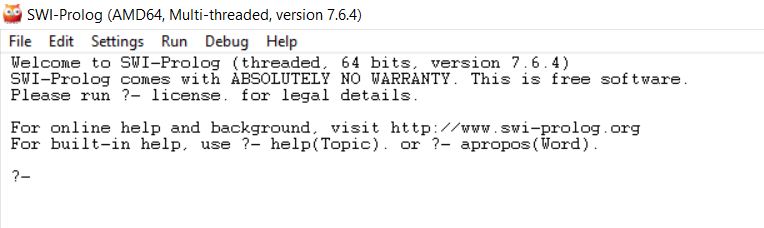 SWI-Prolog (AMD64, Multi-threaded, version 7.6.4)
File Edit Settings Run Debug Help
Welcome to SWI-Prolog (threaded, 64 bits, version 7.6.4)
SWI-Prolog comes with ABSOLUTELY NO WARRANTY. This is free software.
Please run ?- license. for legal details.
For online help and background, visit http://www.swi-prolog.org
For built-in help, use ?- help(Topic). or ?- apropos(Word).
?-